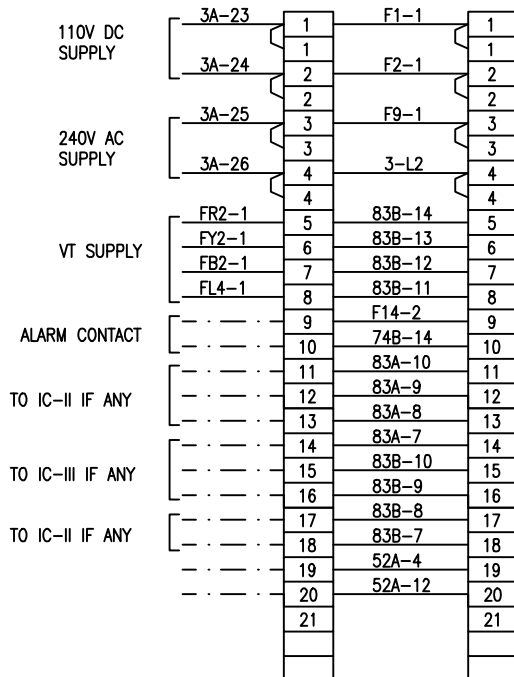 3A-23 1 F1-1 1
110V DC SUPPLY 1 1
3A-24 2 F2-1 2
2 2
3A-25 3 F9-1 3
240V AC SUPPLY 3 3
3A-26 4 3-L2 4
4 4
FR2-1 5 83B-14 5
FY2-1 6 83B-13 6
VT SUPPLY
FB2-1 7 83B-12 7
FL4-1 8 83B-11 8
9 F14-2 9
ALARM CONTACT
10 74B-14 10
11 83A-10 11
TO IC-II IF ANY 12 83A-9 12
13 83A-8 13
14 83A-7 14
TO IC-III IF ANY 15 83B-10 15
16 83B-9 16
17 83B-8 17
TO IC-II IF ANY
18 83B-7 18
19 52A-4 19
20 52A-12 20
21 21